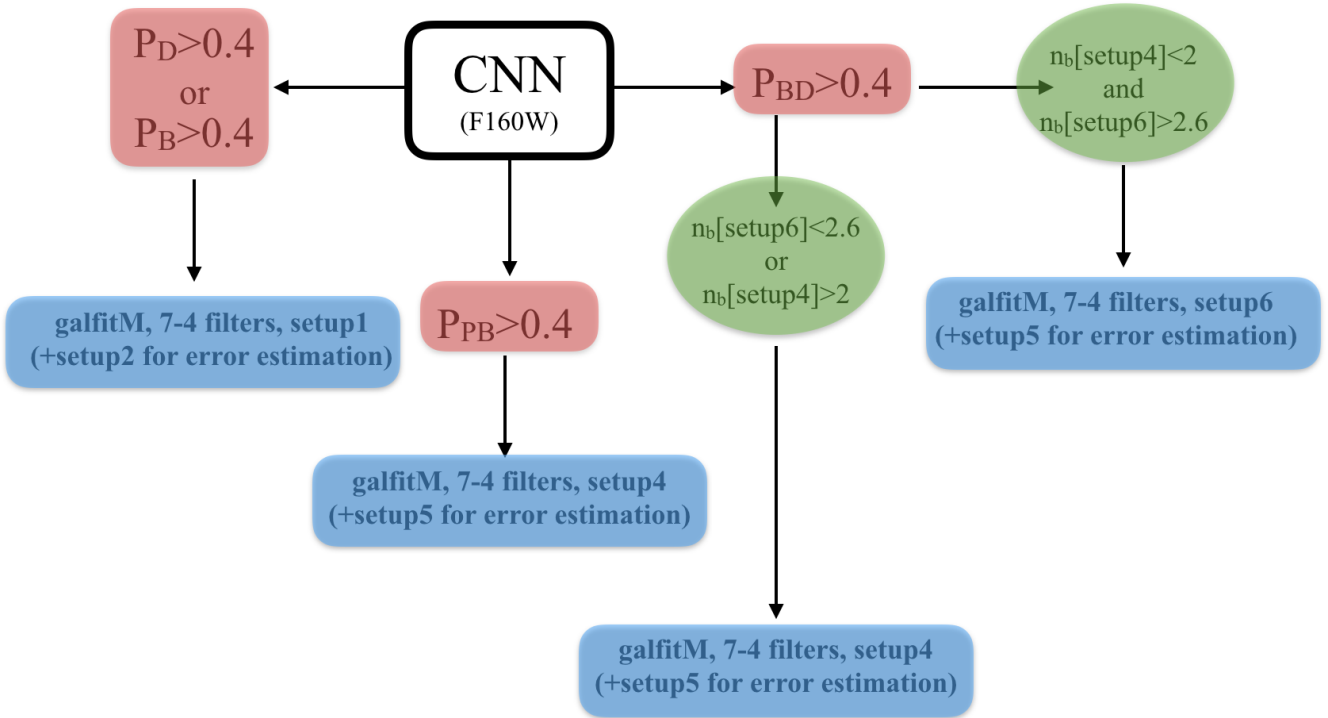 P_D>0.4
or
P_B>0.4
CNN
(F160W)
P_BD>0.4
n_b[setup4]<2
and
n_b[setup6]>2.6
n_b[setup6]<2.6
or
n_b[setup4]>2
galfitM, 7-4 filters, setup1
(+setup2 for error estimation)
P_PB>0.4
galfitM, 7-4 filters, setup6
(+setup5 for error estimation)
galfitM, 7-4 filters, setup4
(+setup5 for error estimation)
galfitM, 7-4 filters, setup4
(+setup5 for error estimation)